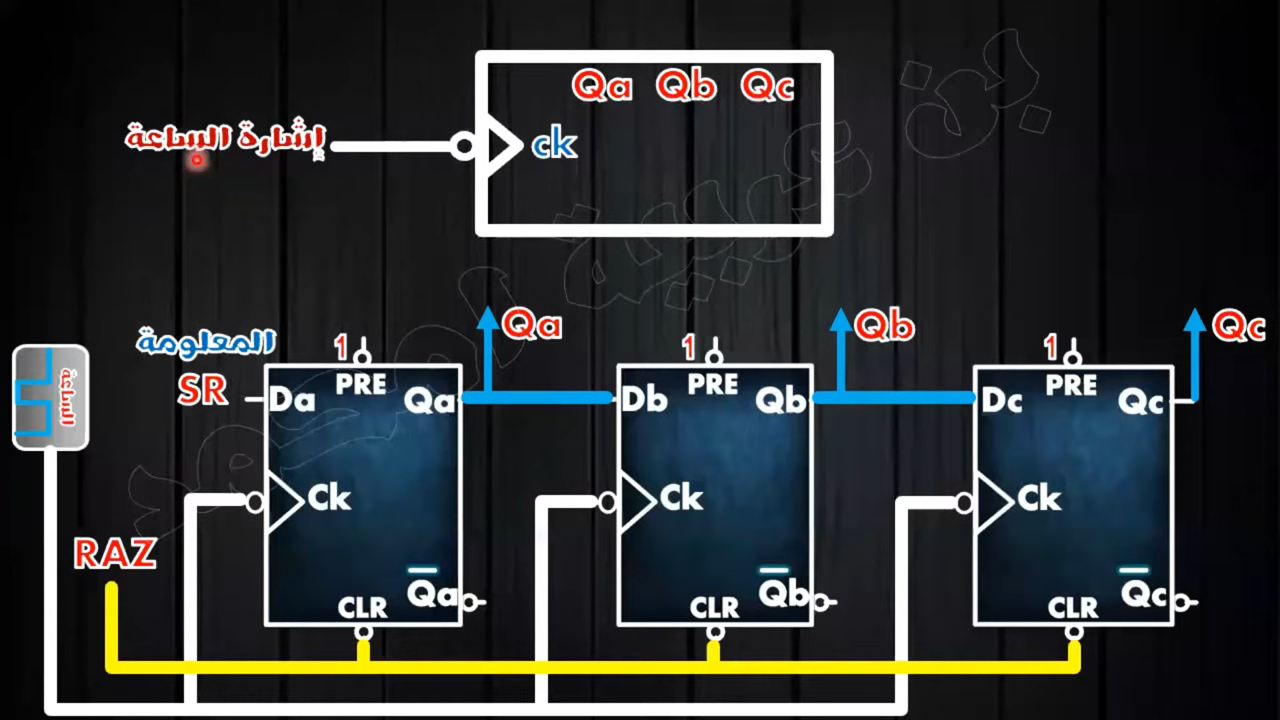 Qa Qb Qc
إشارة الساعة
ck
المعلومة
SR
الساعة
1
PRE
Da
Qa
Qa
Ck
Qa
CLR
1
PRE
Db
Qb
Qb
Ck
Qb
CLR
1
PRE
Dc
Qc
Qc
Ck
Qc
CLR
RAZ